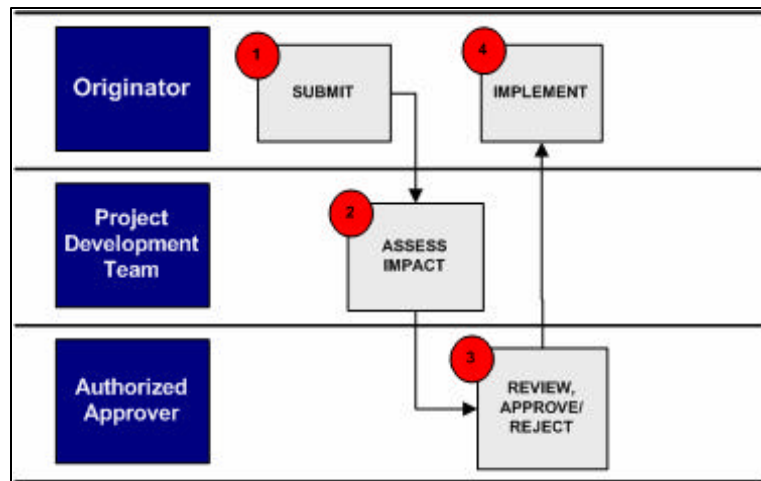 Originator
1
SUBMIT
4
IMPLEMENT
Project
Development
Team
2
ASSESS
IMPACT
Authorized
Approver
3
REVIEW,
APPROVE/
REJECT